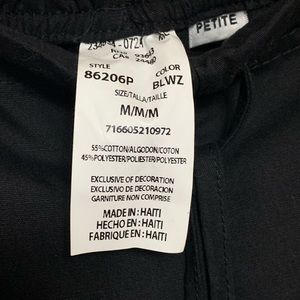 PETITE
STYLE
86206P
COLOR
BLWZ
SIZE/TALLA/TAILLE
M/M/M
716605210972
55%COTTON/ALGODON/COTON
45%POLYESTER/POLIESTER/POLYESTER
EXCLUSIVE OF DECORATION
EXCLUSIVO DE DECORACION
GARNITURE NON COMPRISE
MADE IN : HAITI
HECHO EN : HAITI
FABRIQUE EN : HAITI